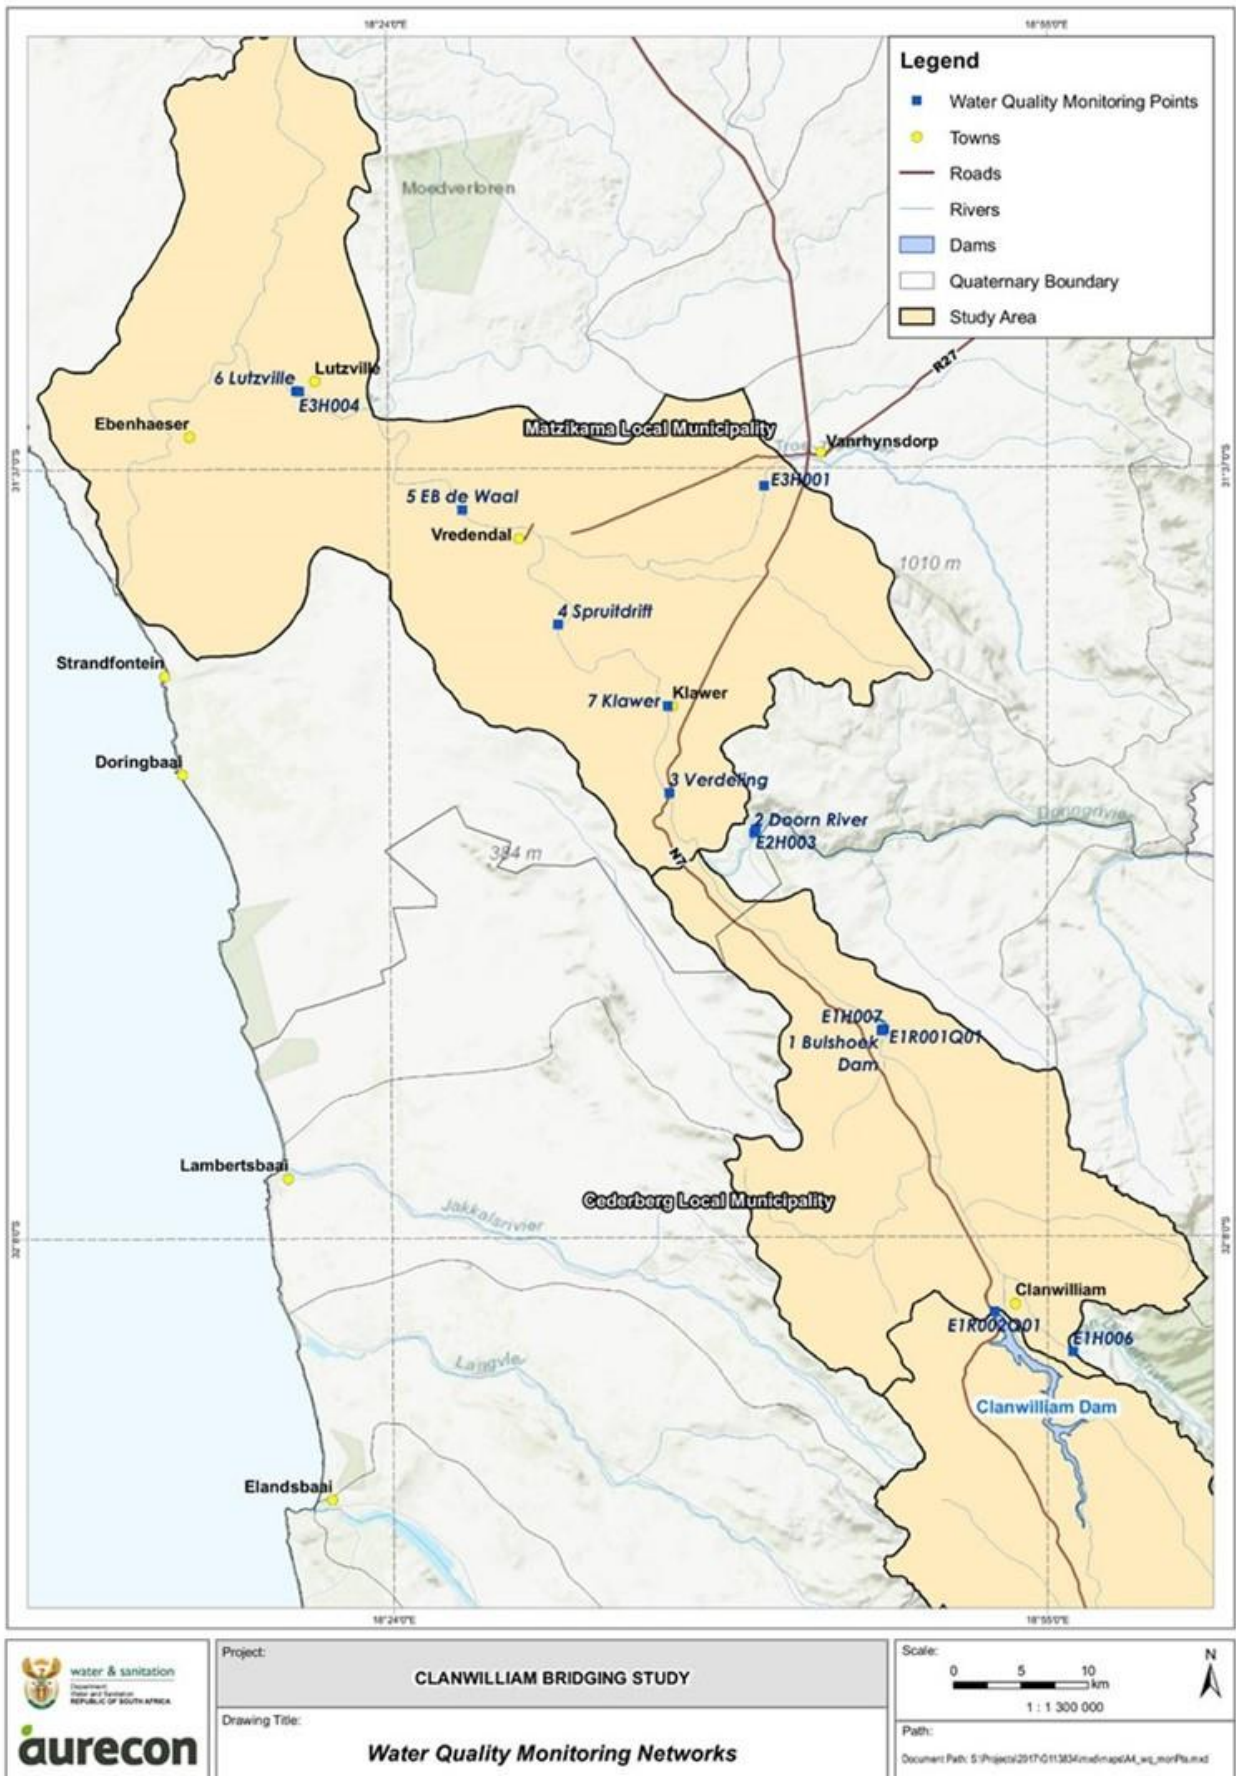 18°24'0"E
18°55'0"E
Legend
Water Quality Monitoring Points
Towns
Roads
Rivers
Dams
Quaternary Boundary
Study Area
Moedverloren
R27
Lutzville
6 Lutzville
E3H004
Ebenhaeser
Matzikama Local Municipality
Vanrhynsdorp
31°37'0"S
31°37'0"S
E3H001
5 EB de Waal
Vredendal
1010 m
4 Spruitdrift
Strandfontein
Klawer
7 Klawer
Doringbaai
3 Verdeling
2 Doorn River
E2H003
Doringrivier
384 m
N7
E1H007
E1R001Q01
1 Bulshoek
Dam
Lambertsbaai
Cederberg Local Municipality
Jakkalsrivier
32°8'0"S
32°8'0"S
Clanwilliam
E1R002Q01
E1H006
Langvlei
Clanwilliam Dam
Elandsbaai
18°24'0"E
18°55'0"E
water & sanitation
Department:
Water and Sanitation
REPUBLIC OF SOUTH AFRICA
aurecon
Project:
CLANWILLIAM BRIDGING STUDY
Drawing Title:
Water Quality Monitoring Networks
Scale:
0 5 10
km
1 : 1 300 000
N
Path: